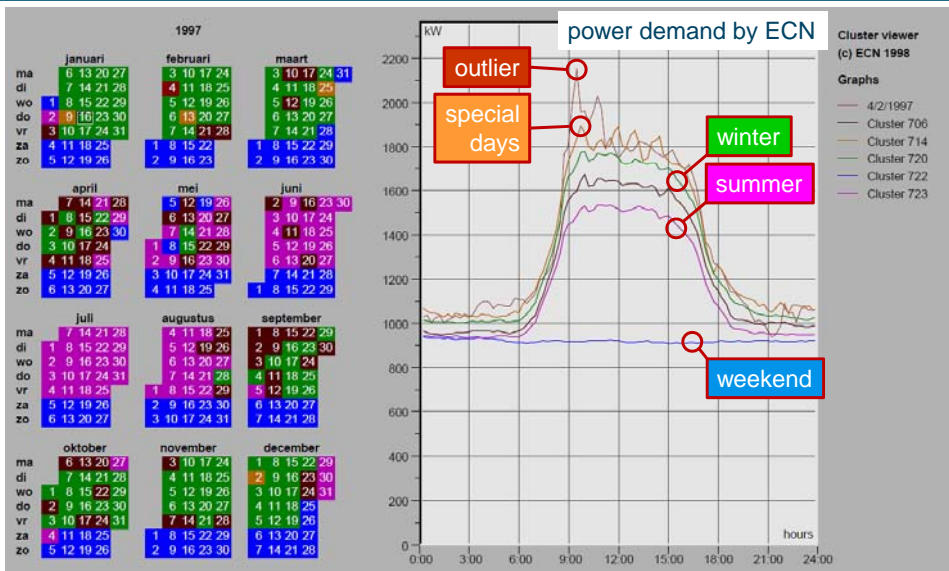 1997
januari februari maart
ma 6 13 20 27 3 10 17 24 3 10 17 24 31
di 7 14 21 28 4 11 18 25 4 11 18 25
wo 1 8 15 22 29 5 12 19 26 5 12 19 26
do 2 9 16 23 30 6 13 20 27 6 13 20 27
vr 3 10 17 24 31 7 14 21 28 7 14 21 28
za 4 11 18 25 1 8 15 22 1 8 15 22 29
zo 5 12 19 26 2 9 16 23 2 9 16 23 30
april mei juni
ma 7 14 21 28 5 12 19 26 2 9 16 23 30
di 1 8 15 22 29 6 13 20 27 3 10 17 24
wo 2 9 16 23 30 7 14 21 28 4 11 18 25
do 3 10 17 24 1 8 15 22 29 5 12 19 26
vr 4 11 18 25 2 9 16 23 30 6 13 20 27
za 5 12 19 26 3 10 17 24 31 7 14 21 28
zo 6 13 20 27 4 11 18 25 1 8 15 22 29
juli augustus september
ma 7 14 21 28 4 11 18 25 1 8 15 22 29
di 1 8 15 22 29 5 12 19 26 2 9 16 23 30
wo 2 9 16 23 30 6 13 20 27 3 10 17 24
do 3 10 17 24 31 7 14 21 28 4 11 18 25
vr 4 11 18 25 1 8 15 22 29 5 12 19 26
za 5 12 19 26 2 9 16 23 30 6 13 20 27
zo 6 13 20 27 3 10 17 24 31 7 14 21 28
oktober november december
ma 6 13 20 27 3 10 17 24 1 8 15 22 29
di 7 14 21 28 4 11 18 25 2 9 16 23 30
wo 1 8 15 22 29 5 12 19 26 3 10 17 24 31
do 2 9 16 23 30 6 13 20 27 4 11 18 25
vr 3 10 17 24 31 7 14 21 28 5 12 19 26
za 4 11 18 25 1 8 15 22 29 6 13 20 27
zo 5 12 19 26 2 9 16 23 30 7 14 21 28
kW
power demand by ECN
2200
2000
1800
1600
1400
1200
1000
800
600
400
200
0
outlier
special
days
winter
summer
weekend
hours
0:00 3:00 6:00 9:00 12:00 15:00 18:00 21:00 24:00
Cluster viewer
(c) ECN 1998
Graphs
4/2/1997
Cluster 706
Cluster 714
Cluster 720
Cluster 722
Cluster 723